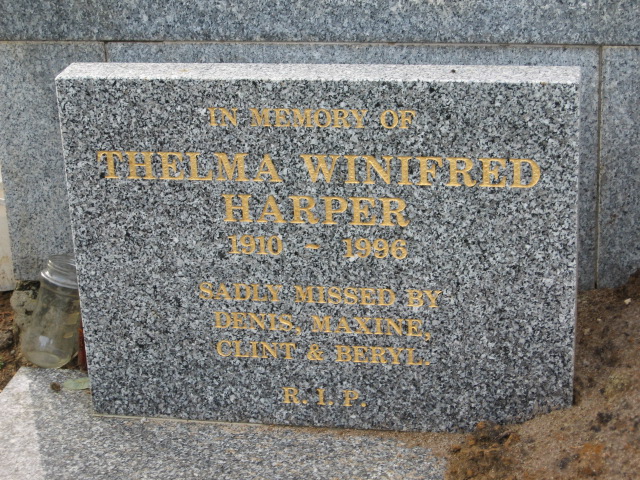 IN MEMORY OF
THELMA WINIFRED
HARPER
1910 - 1996
SADLY MISSED BY
DENIS, MAXINE,
CLINT & BERYL.
R. I. P.